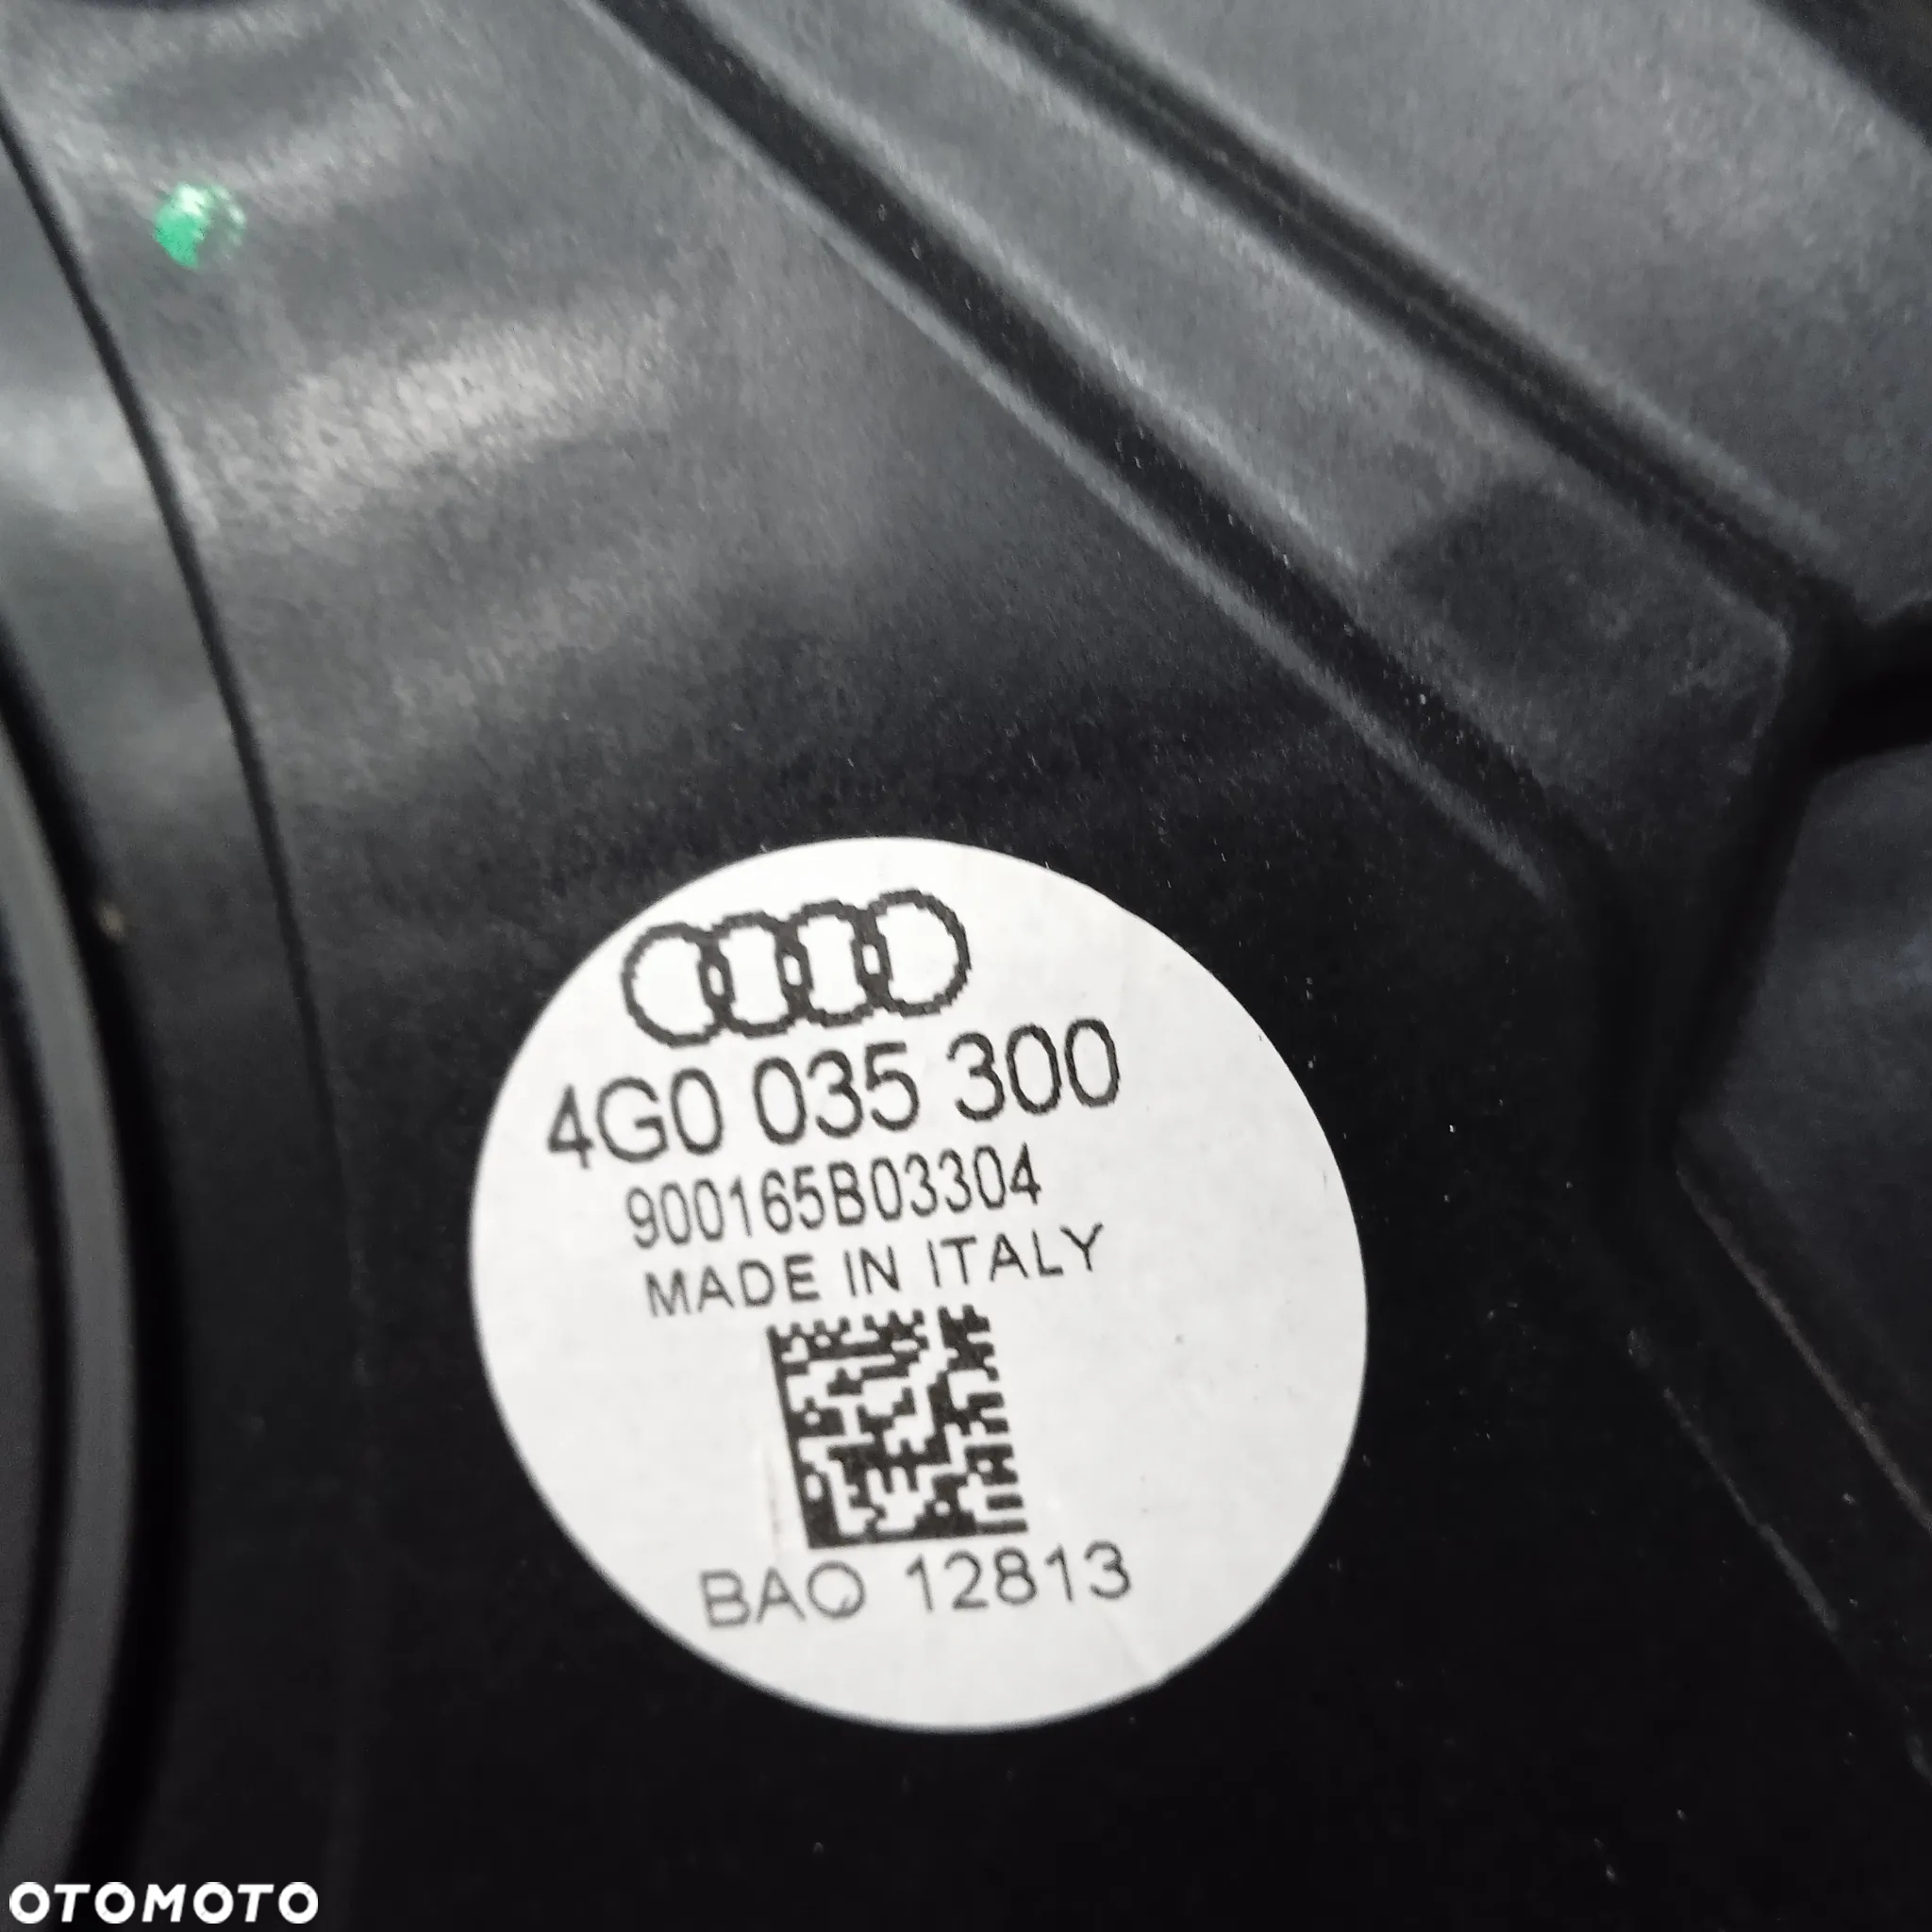 4G0 035 300
900165B03304
MADE IN ITALY
BAQ 12813
OTOMOTO